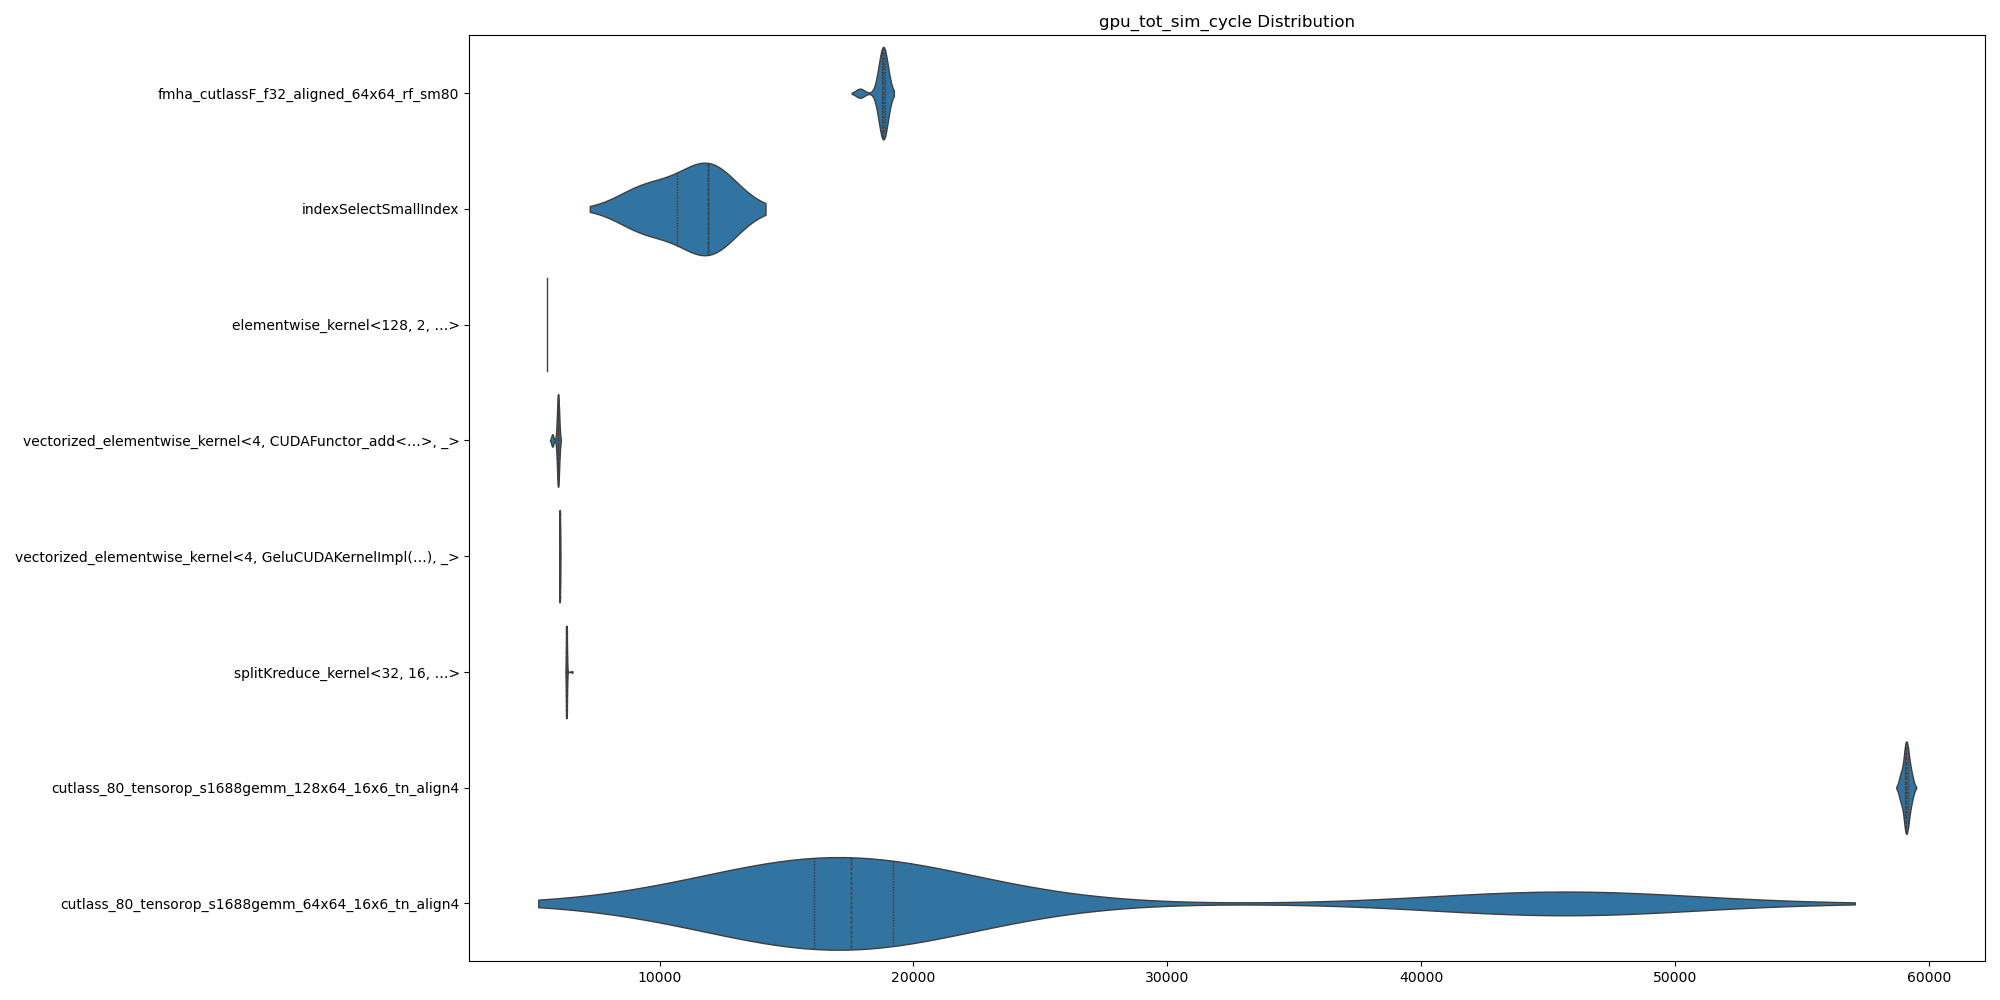 gpu_tot_sim_cycle Distribution
fmha_cutlassF_f32_aligned_64x64_rf_sm80
indexSelectSmallIndex
elementwise_kernel<128, 2, ...>
vectorized_elementwise_kernel<4, CUDAFunctor_add<...>, _>
vectorized_elementwise_kernel<4, GeluCUDAKernelImpl(...), _>
splitKreduce_kernel<32, 16, ...>
cutlass_80_tensorop_s1688gemm_128x64_16x6_tn_align4
cutlass_80_tensorop_s1688gemm_64x64_16x6_tn_align4
10000 20000 30000 40000 50000 60000